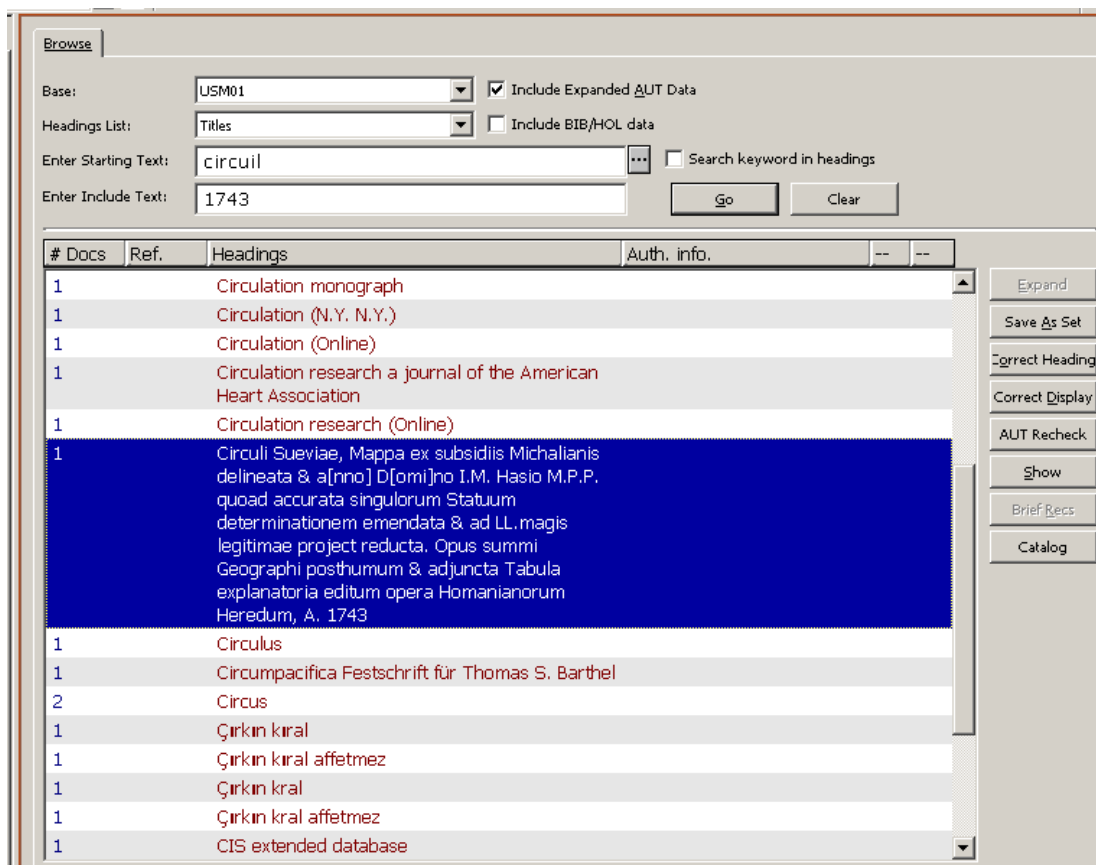 Browse
Base: USM01 Include Expanded AUT Data
Headings List: Titles Include BIB/HOL data
Enter Starting Text: circuil ... Search keyword in headings
Enter Include Text: 1743 Go Clear
# Docs Ref. Headings Auth. info. -- --
1 Circulation monograph
Expand
1 Circulation (N.Y. N.Y.)
Save As Set
1 Circulation (Online)
1 Circulation research a journal of the American
Heart Association
Correct Heading
Correct Display
1 Circulation research (Online)
AUT Recheck
1 Circuli Sueviae, Mappa ex subsidiis Michalianis
delineata & a[nno] D[omi]no I.M. Hasio M.P.P.
Show
quoad accurata singulorum Statuum
Brief Recs
determinationem emendata & ad LL.magis
legitimae project reducta. Opus summi
Catalog
Geographi posthumum & adjuncta Tabula
explanatoria editum opera Homanianorum
Heredum, A. 1743
1 Circulus
1 Circumpacifica Festschrift für Thomas S. Barthel
2 Circus
1 Çırkın kıral
1 Çırkın kıral affetmez
1 Çırkın kral
1 Çırkın kral affetmez
1 CIS extended database